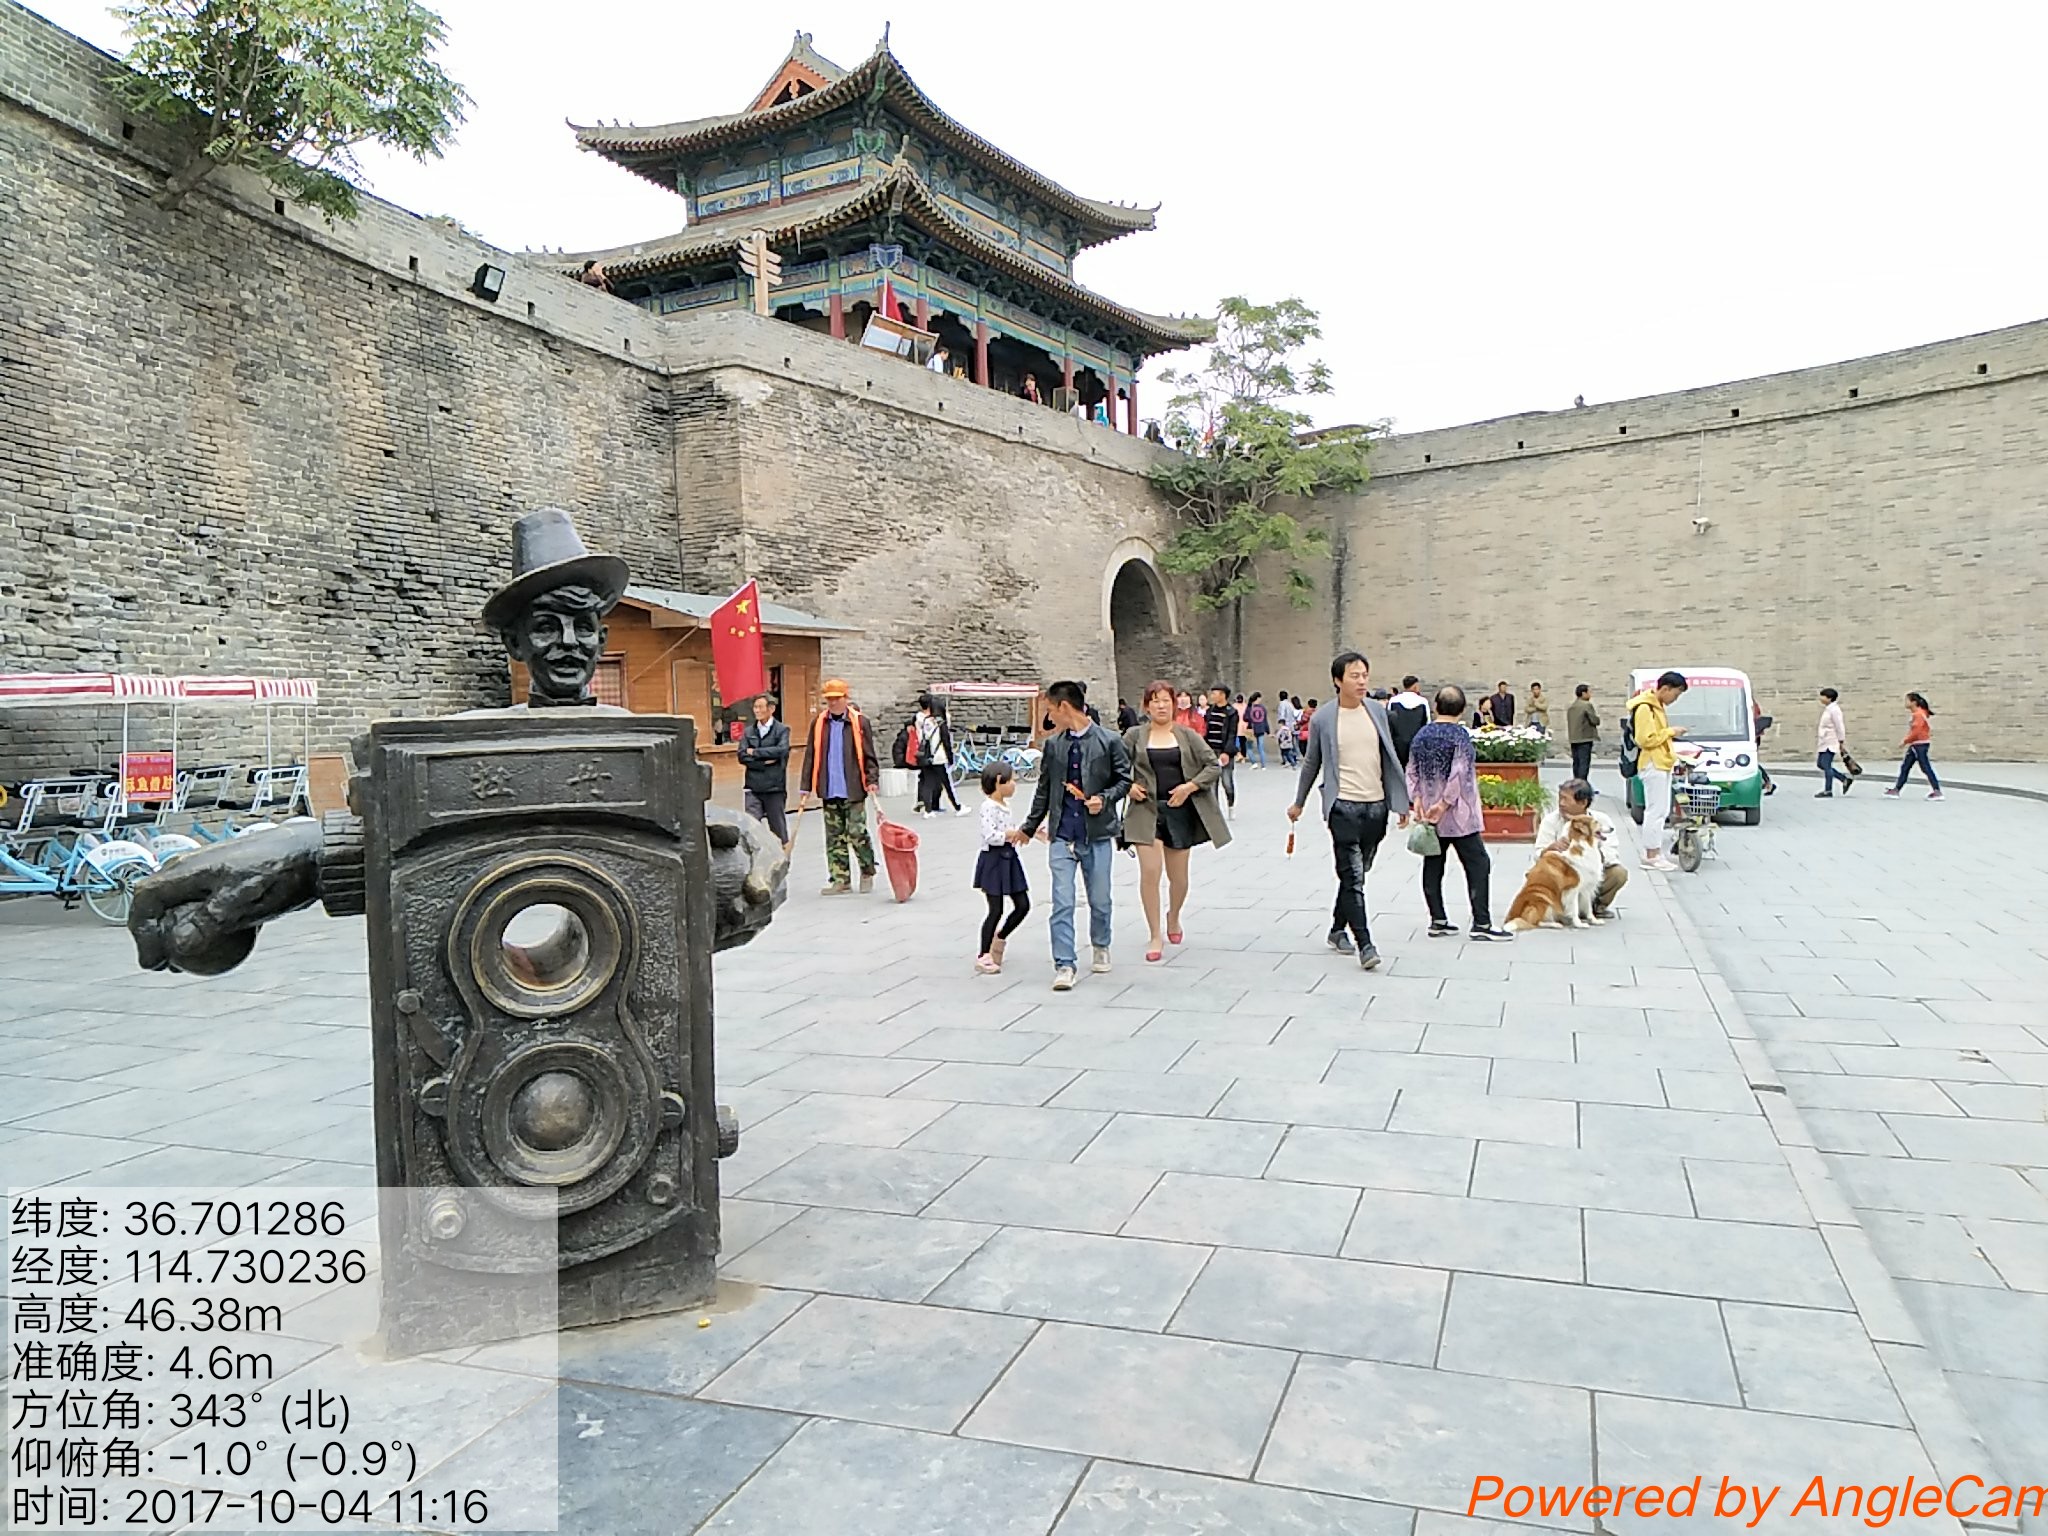 纬度: 36.701286
经度: 114.730236
高度: 46.38m
准确度: 4.6m
方位角: 343° (北)
仰俯角: -1.0° (-0.9°)
时间: 2017-10-04 11:16
Powered by AngleCam